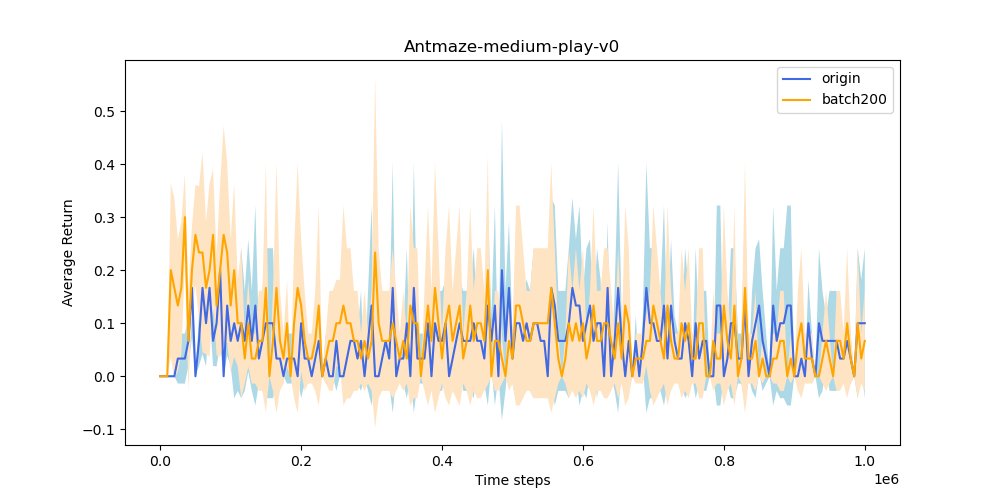 Antmaze-medium-play-v0
origin
batch200
Average Return
0.5
0.4
0.3
0.2
0.1
0.0
−0.1
0.0 0.2 0.4 0.6 0.8 1.0
1e6
Time steps